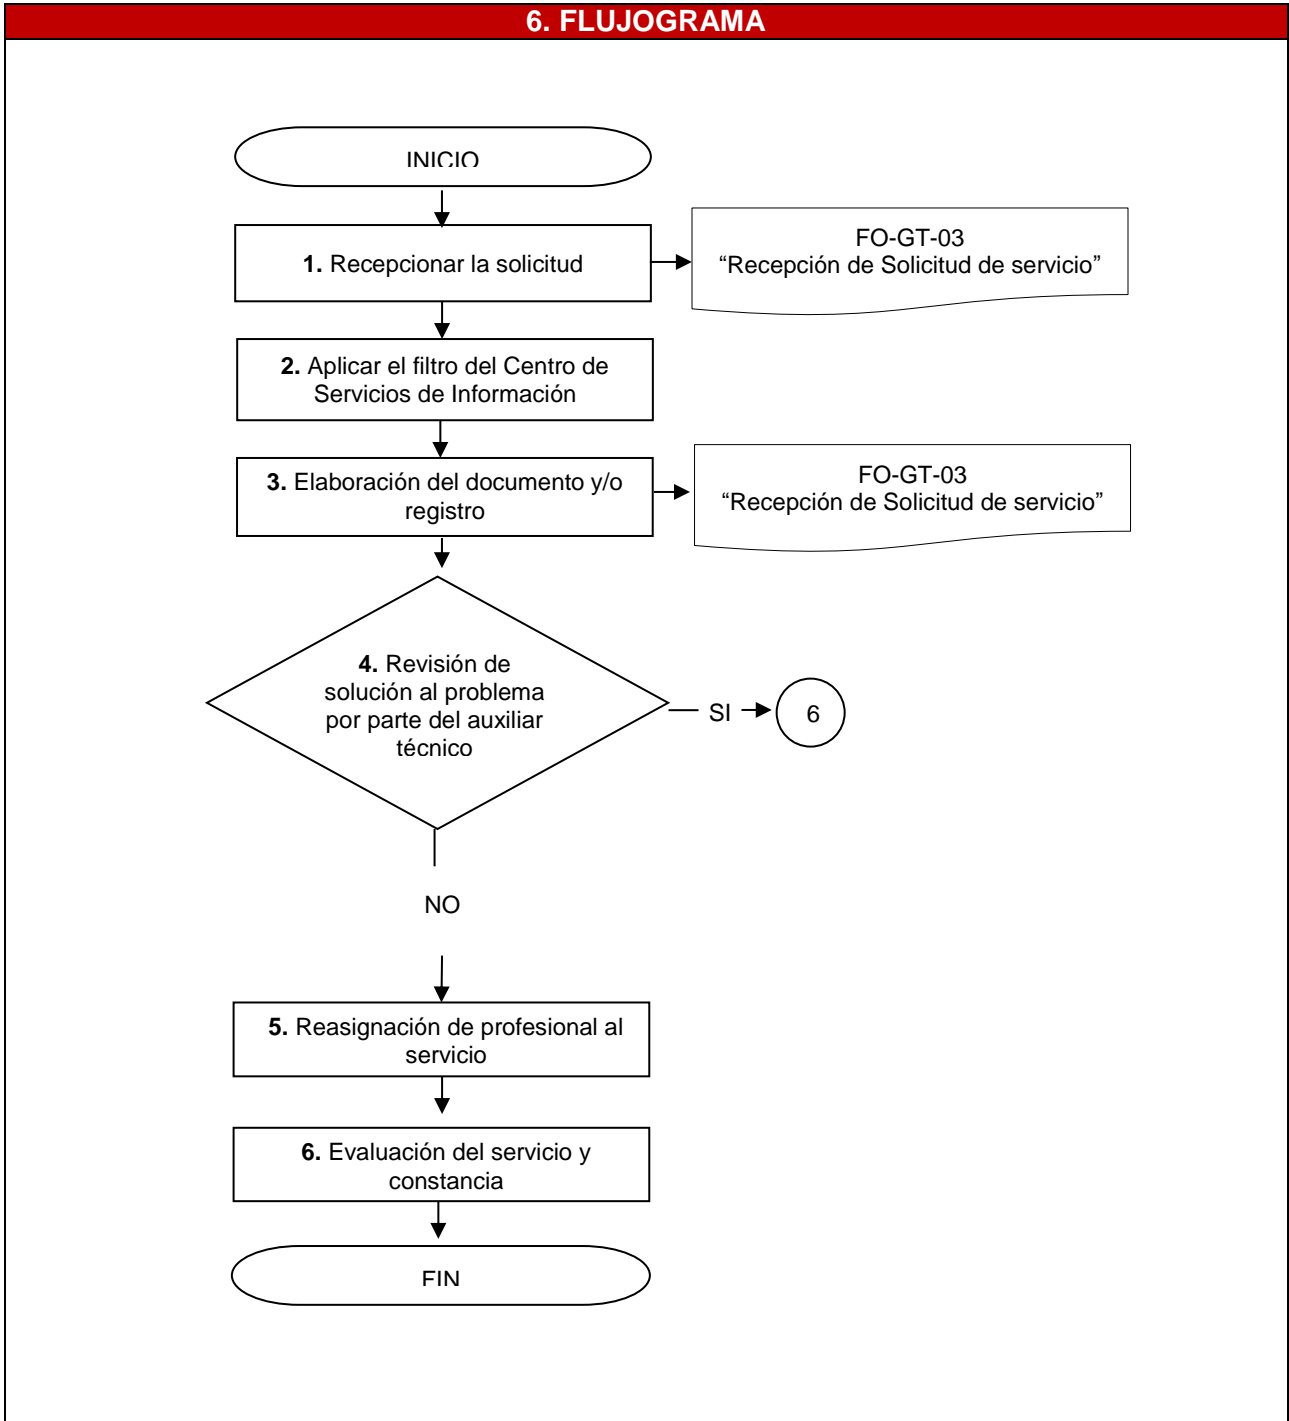 6. FLUJOGRAMA
INICIO
1. Recepcionar la solicitud
FO-GT-03
“Recepción de Solicitud de servicio”
2. Aplicar el filtro del Centro de
Servicios de Información
3. Elaboración del documento y/o
registro
FO-GT-03
“Recepción de Solicitud de servicio”
4. Revisión de
solución al problema
por parte del auxiliar
técnico
SI
6
NO
5. Reasignación de profesional al
servicio
6. Evaluación del servicio y
constancia
FIN